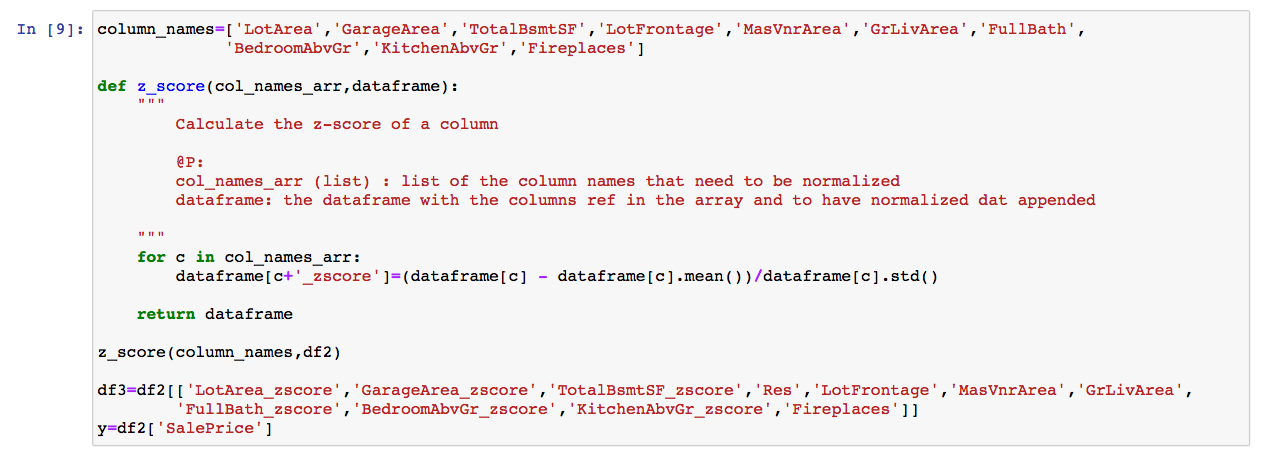 In [9]: column_names=['LotArea','GarageArea','TotalBsmtSF','LotFrontage','MasVnrArea','GrLivArea','FullBath',
'BedroomAbvGr','KitchenAbvGr','Fireplaces']
def z_score(col_names_arr,dataframe):
"""
Calculate the z-score of a column
@P:
col_names_arr (list) : list of the column names that need to be normalized
dataframe: the dataframe with the columns ref in the array and to have normalized dat appended
"""
for c in col_names_arr:
dataframe[c+'_zscore']=(dataframe[c] - dataframe[c].mean())/dataframe[c].std()
return dataframe
z_score(column_names,df2)
df3=df2[['LotArea_zscore','GarageArea_zscore','TotalBsmtSF_zscore','Res','LotFrontage','MasVnrArea','GrLivArea',
'FullBath_zscore','BedroomAbvGr_zscore','KitchenAbvGr_zscore','Fireplaces']]
y=df2['SalePrice']